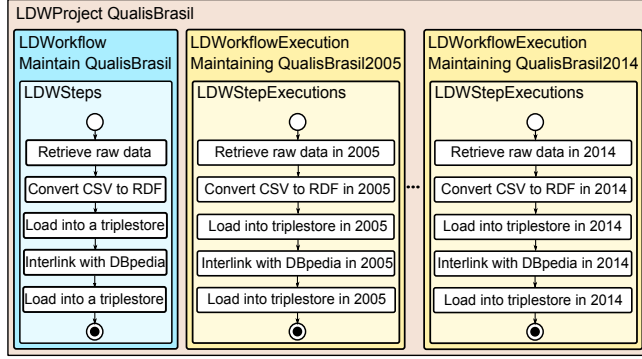 LDWProject QualisBrasil
LDWorkflow
Maintain QualisBrasil
LDWSteps
Retrieve raw data
Convert CSV to RDF
Load into a triplestore
Interlink with DBpedia
Load into a triplestore
LDWorkflowExecution
Maintaining QualisBrasil2005
LDWStepExecutions
Retrieve raw data in 2005
Convert CSV to RDF in 2005
Load into triplestore in 2005
Interlink with DBpedia in 2005
Load into triplestore in 2005
...
LDWorkflowExecution
Maintaining QualisBrasil2014
LDWStepExecutions
Retrieve raw data in 2014
Convert CSV to RDF in 2014
Load into triplestore in 2014
Interlink with DBpedia in 2014
Load into triplestore in 2014